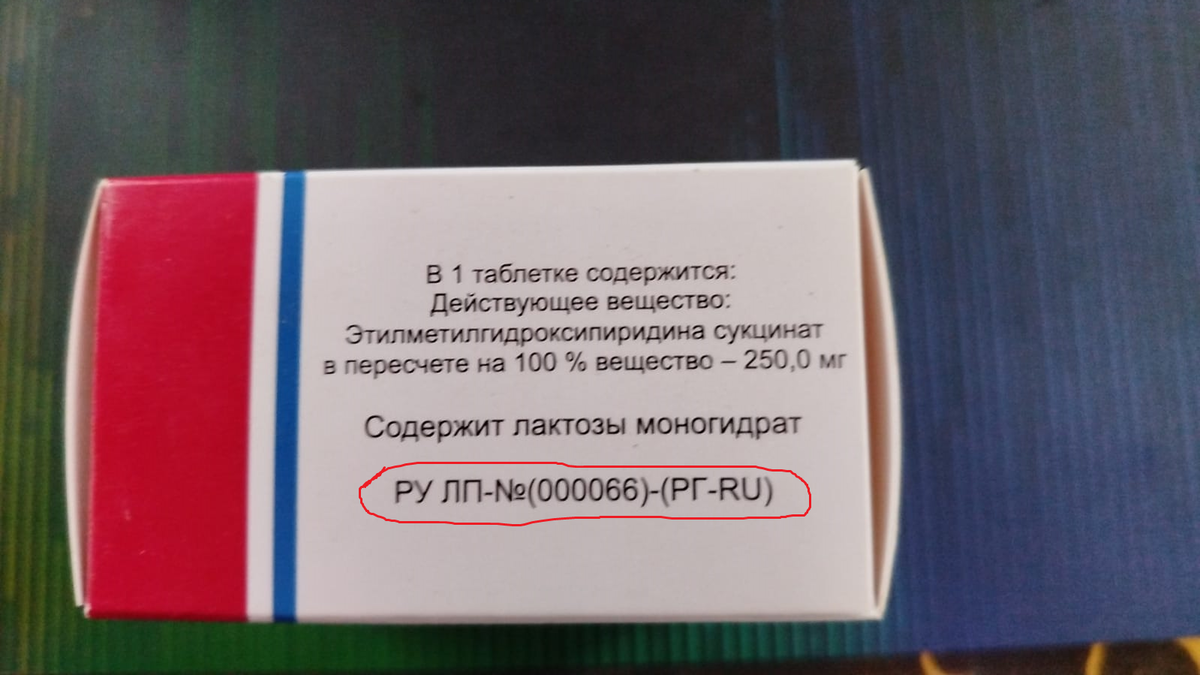 В 1 таблетке содержится:
Действующее вещество:
Этилметилгидроксипиридина сукцинат
в пересчете на 100 % вещество – 250,0 мг
Содержит лактозы моногидрат
РУ ЛП-№(000066)-(РГ-RU)